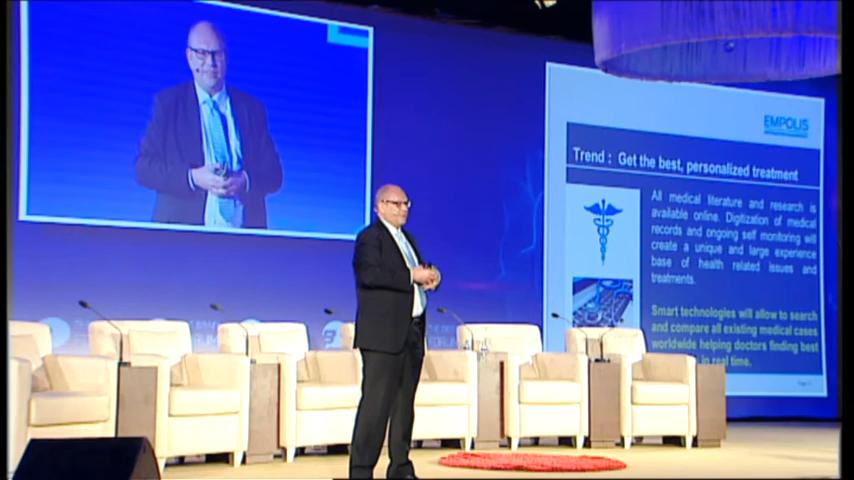 EMPOLIS
Trend : Get the best, personalized treatment
All medical literature and research is
available online. Digitization of medical
records and ongoing self monitoring will
create a unique and large experience
base of health related issues and
treatments.
Smart technologies will allow to search
and compare all existing medical cases
worldwide helping doctors finding best
in real time.